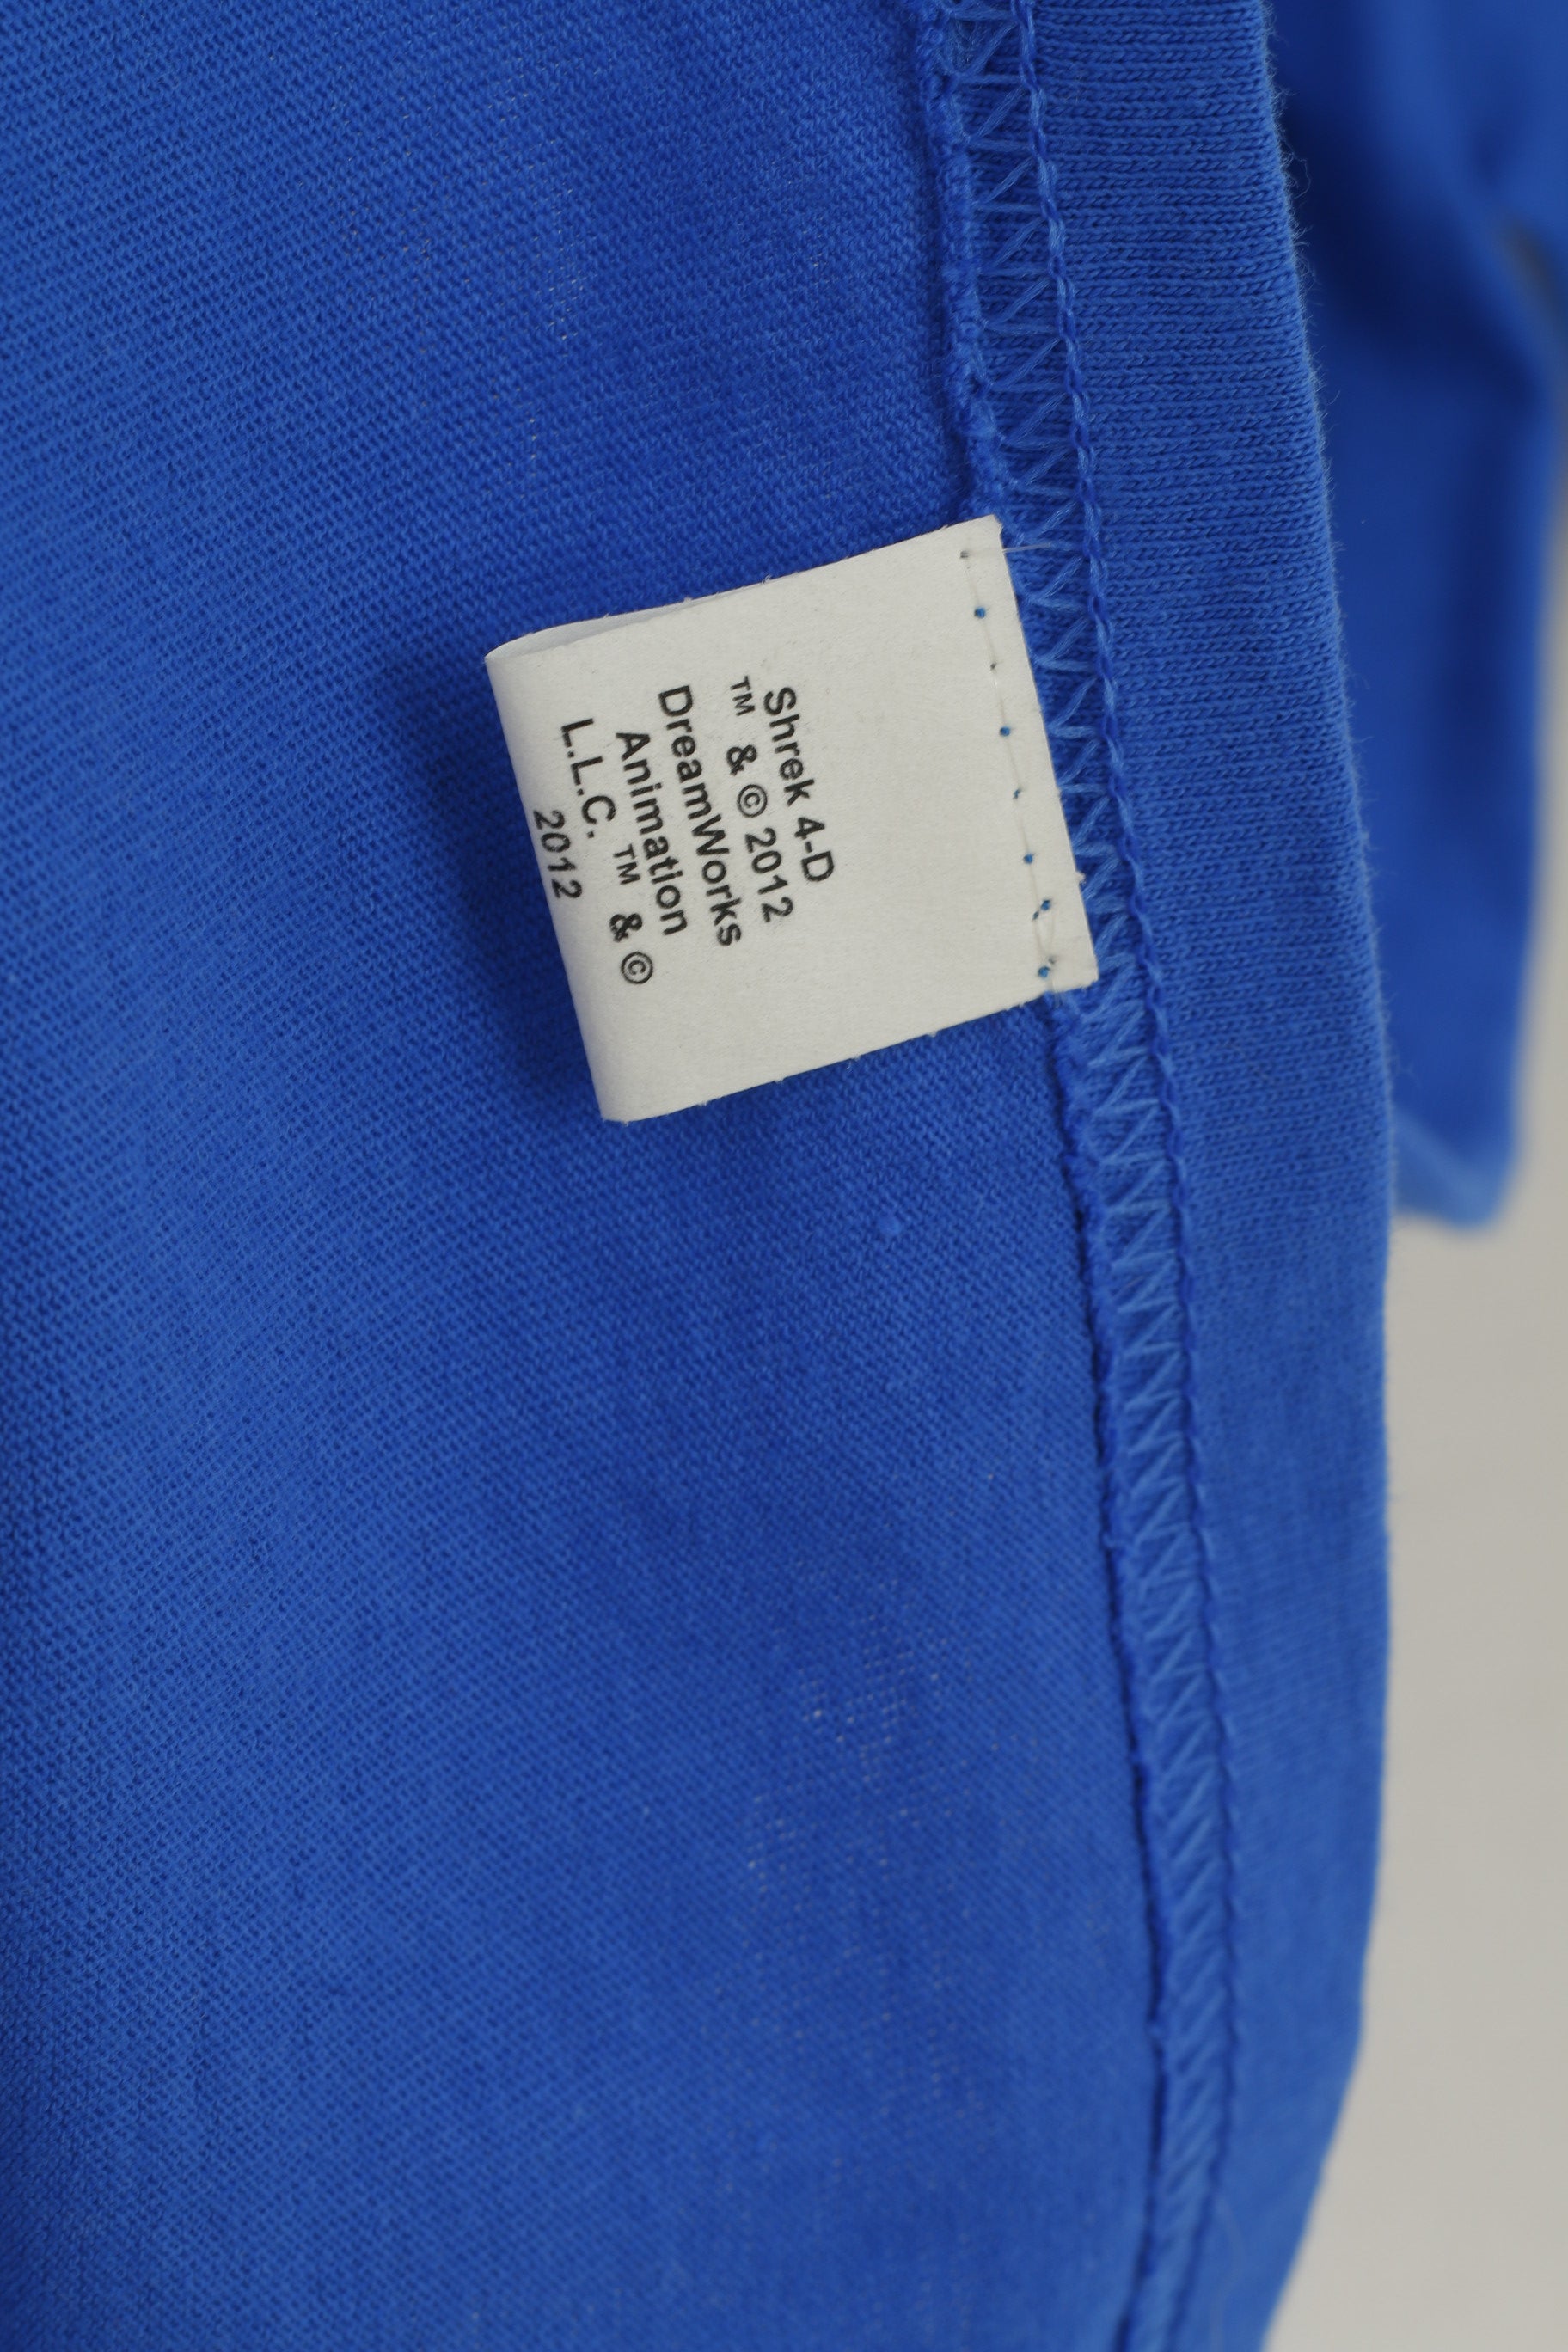 Shrek 4-D
™ & © 2012
DreamWorks
Animation
L.L.C. ™ & ©
2012